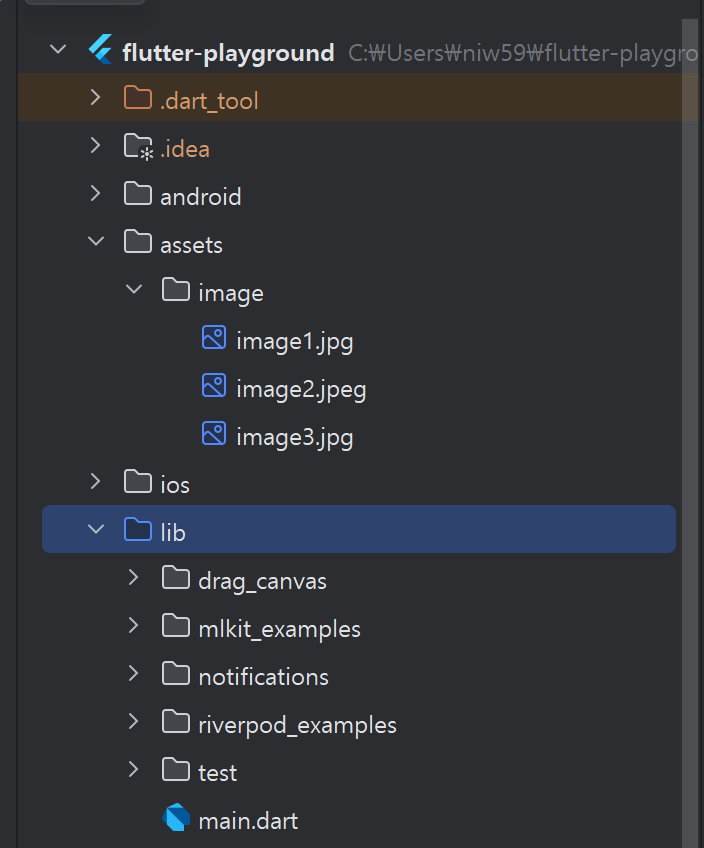 flutter-playground C:₩Users₩niw59₩flutter-playgro
.dart_tool
.idea
android
assets
image
image1.jpg
image2.jpeg
image3.jpg
ios
lib
drag_canvas
mlkit_examples
notifications
riverpod_examples
test
main.dart